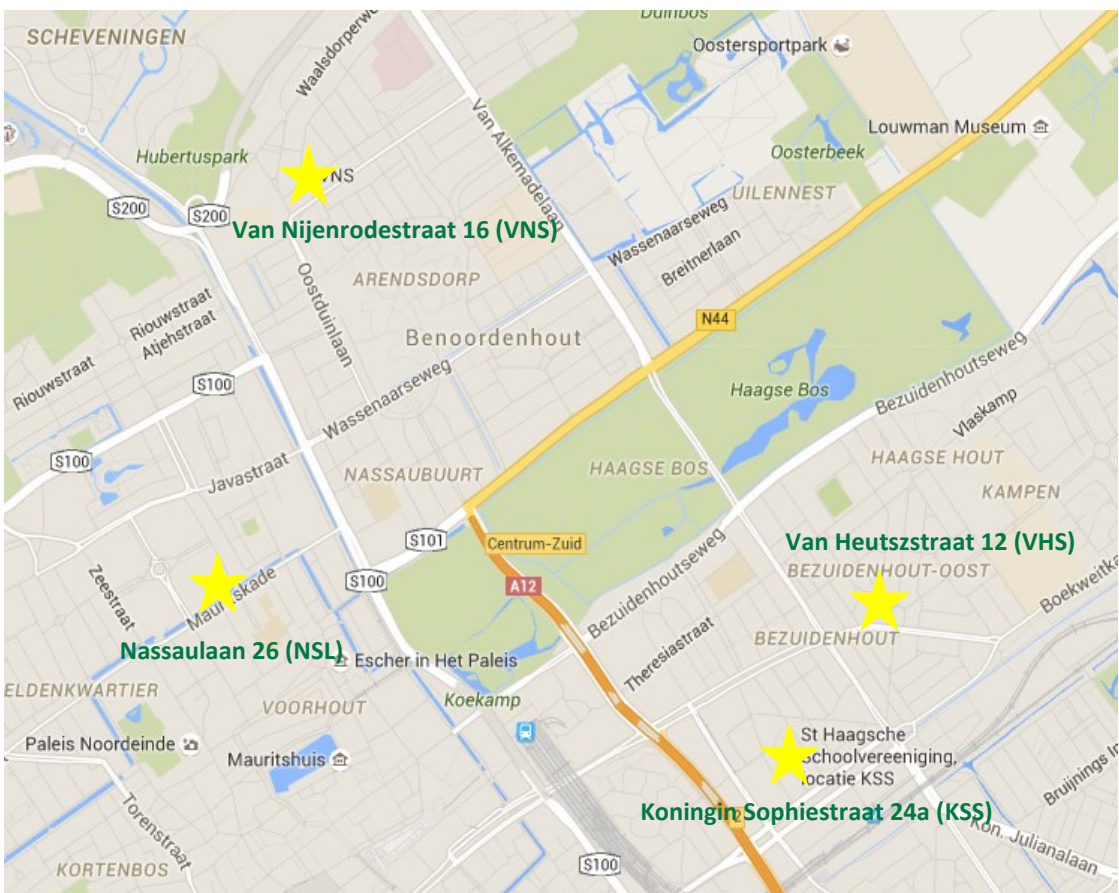 SCHEVENINGEN
Waalsdorperweg
Duinbos
Oostersportpark
Van Alkemadelaan
Louwman Museum
Hubertuspark
VNS
Oosterbeek
S200
S200
UILENNEST
Van Nijenrodestraat 16 (VNS)
Wassenaarseweg
Breitnerlaan
ARENDSDORP
Oostduinlaan
Riouwstraat
Atjehstraat
N44
Benoordenhout
Riouwstraat
S100
Wassenaarseweg
Haagse Bos
Bezuidenhoutseweg
Vlaskamp
S100
Javastraat
NASSAUBUURT
HAAGSE BOS
HAAGSE HOUT
KAMPEN
S101
Centrum-Zuid
Van Heutszstraat 12 (VHS)
BEZUIDENHOUT-OOST
Zeestraat
S100
A12
Bezuidenhoutseweg
Boekweitka
Mauritskade
Theresiastraat
BEZUIDENHOUT
Nassaulaan 26 (NSL)
Escher in Het Paleis
ELDENKWARTIER
Koekamp
VOORHOUT
Paleis Noordeinde
Mauritshuis
St Haagsche
Schoolvereeniging,
locatie KSS
Bruijnings In
Torenstraat
Koningin Sophiestraat 24a (KSS)
Kon. Julianalaan
KORTENBOS
S100